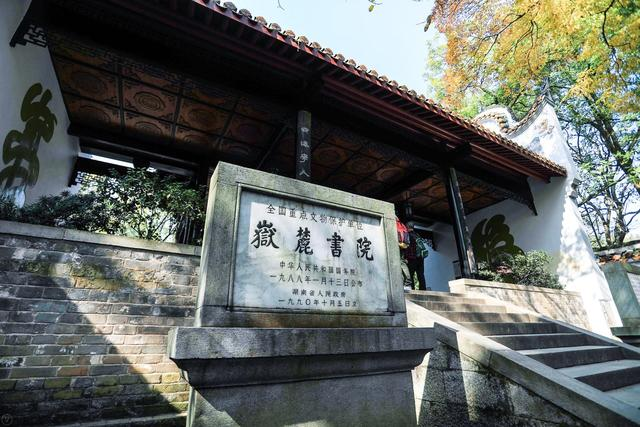 全国重点文物保护单位
嶽麓書院
中华人民共和国国务院
一九八八年一月十三日公布
湖南省人民政府
一九九〇年十月五日立